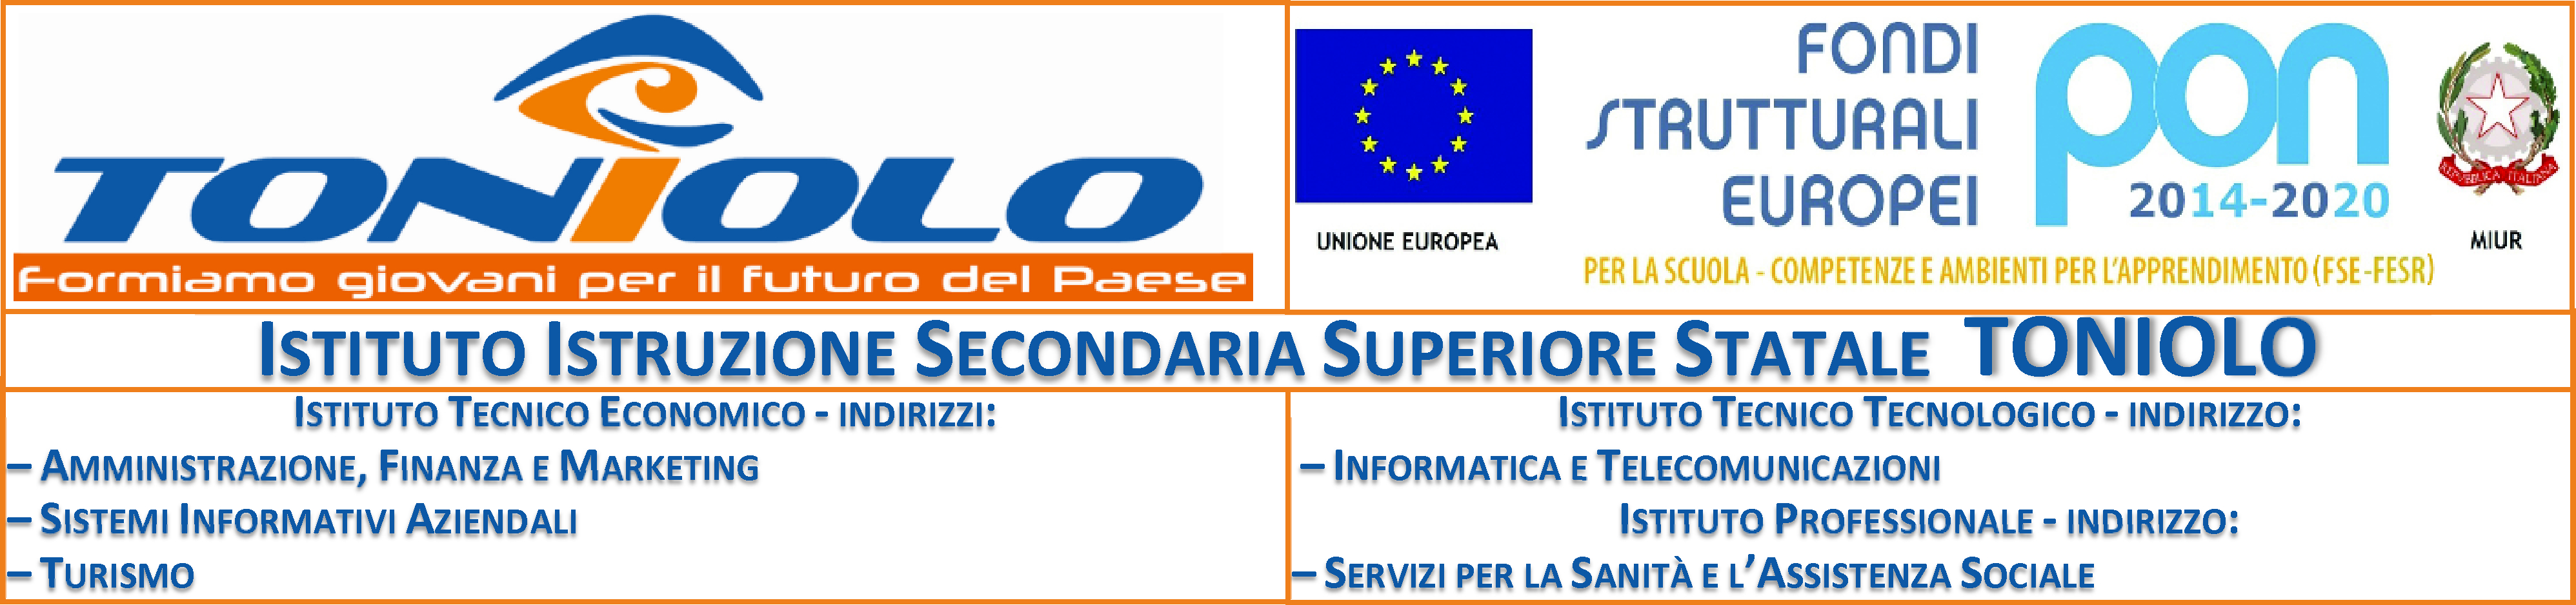 TONIOLO
Formiamo giovani per il futuro del Paese
UNIONE EUROPEA
FONDI
STRUTTURALI
EUROPEI
pon
2014-2020
PER LA SCUOLA - COMPETENZE E AMBIENTI PER L'APPRENDIMENTO (FSE-FESR)
REPUBBLICA ITALIANA
MIUR
ISTITUTO ISTRUZIONE SECONDARIA SUPERIORE STATALE TONIOLO
ISTITUTO TECNICO ECONOMICO - INDIRIZZI:
– AMMINISTRAZIONE, FINANZA E MARKETING
– SISTEMI INFORMATIVI AZIENDALI
– TURISMO
ISTITUTO TECNICO TECNOLOGICO - INDIRIZZO:
– INFORMATICA E TELECOMUNICAZIONI
ISTITUTO PROFESSIONALE - INDIRIZZO:
– SERVIZI PER LA SANITÀ E L'ASSISTENZA SOCIALE